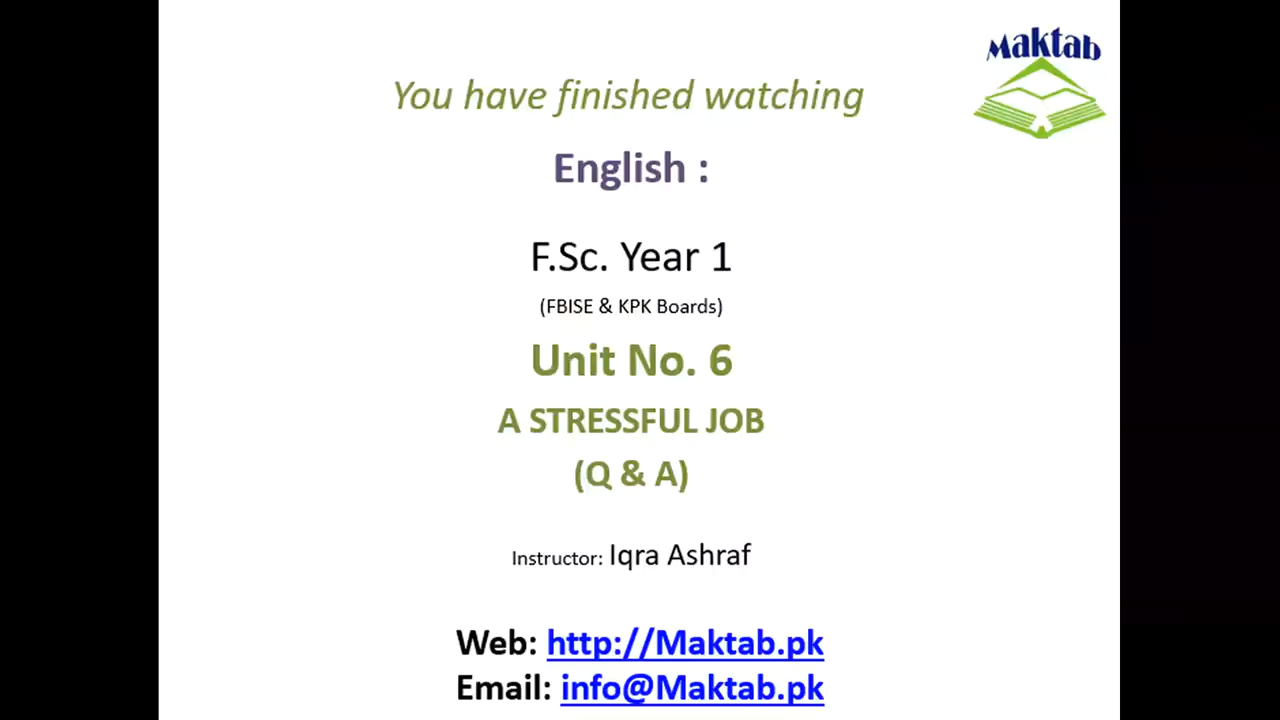 Maktab
You have finished watching
English :
F.Sc. Year 1
(FBISE & KPK Boards)
Unit No. 6
A STRESSFUL JOB
(Q & A)
Instructor: Iqra Ashraf
Web: http://Maktab.pk
Email: info@Maktab.pk